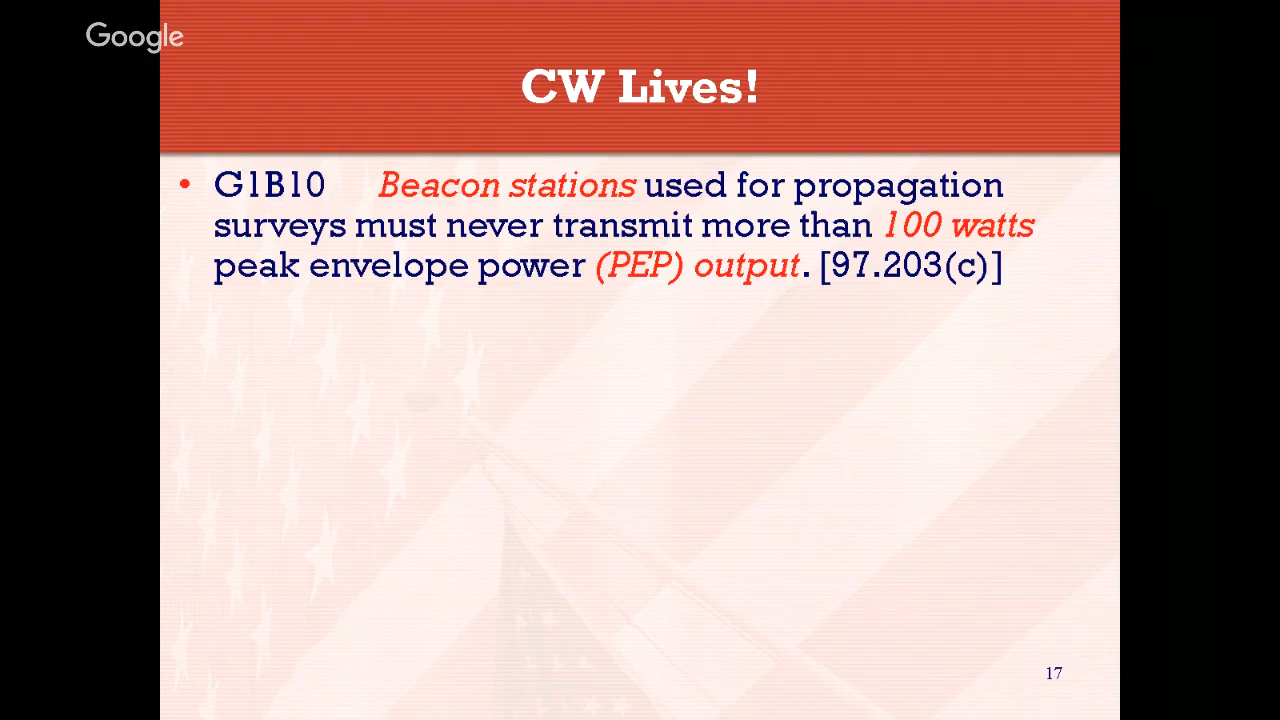 Google
CW Lives!
• G1B10 Beacon stations used for propagation
surveys must never transmit more than 100 watts
peak envelope power (PEP) output. [97.203(c)]
17